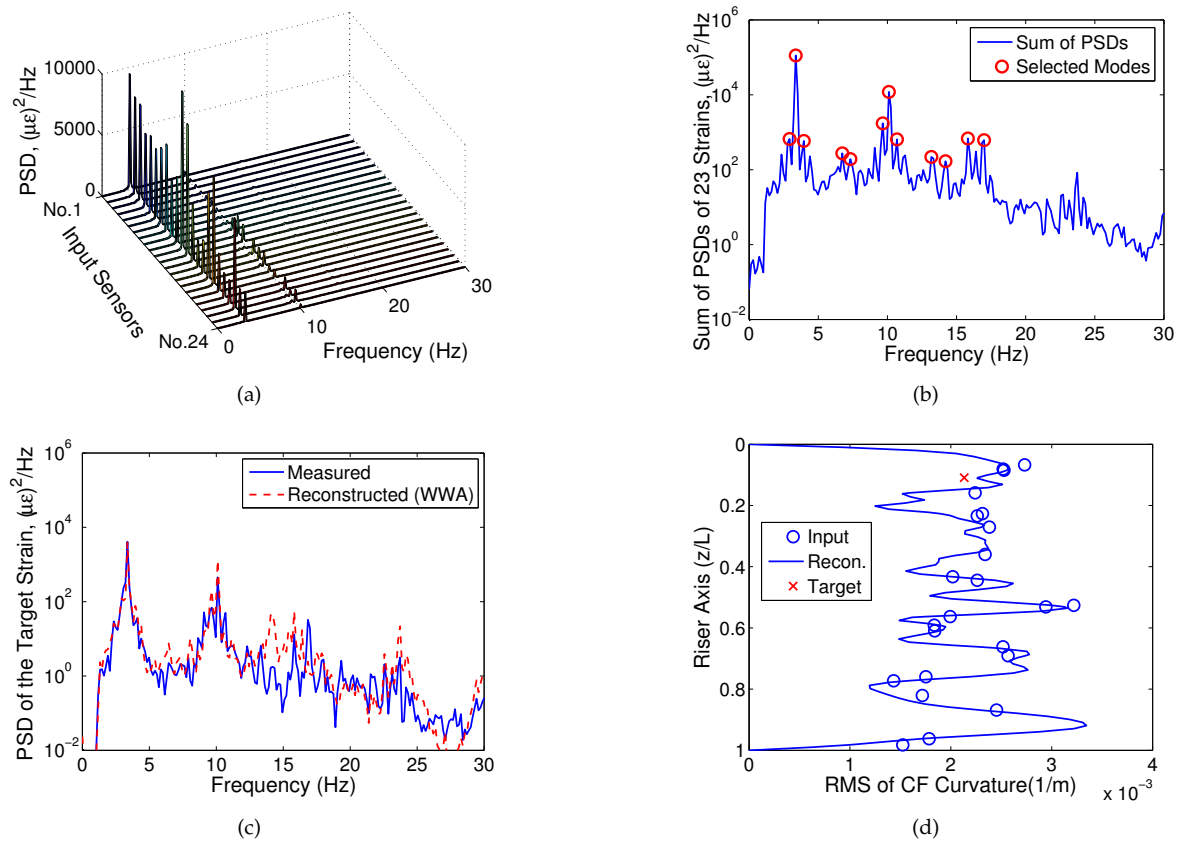 10000
5000
0
PSD, (με)²/Hz
No.1
Input Sensors
No.24
0
10
20
30
Frequency (Hz)
(a)
10⁶
10⁴
10²
10⁰
10⁻²
Sum of PSDs of 23 Strains, (με)²/Hz
Sum of PSDs
Selected Modes
0
5
10
15
20
25
30
Frequency (Hz)
(b)
10⁶
10⁴
10²
10⁰
10⁻²
PSD of the Target Strain, (με)²/Hz
Measured
Reconstructed (WWA)
0
5
10
15
20
25
30
Frequency (Hz)
(c)
0
0.2
0.4
0.6
0.8
1
Riser Axis (z/L)
Input
Recon.
Target
0
1
2
3
4
RMS of CF Curvature(1/m)
x 10⁻³
(d)